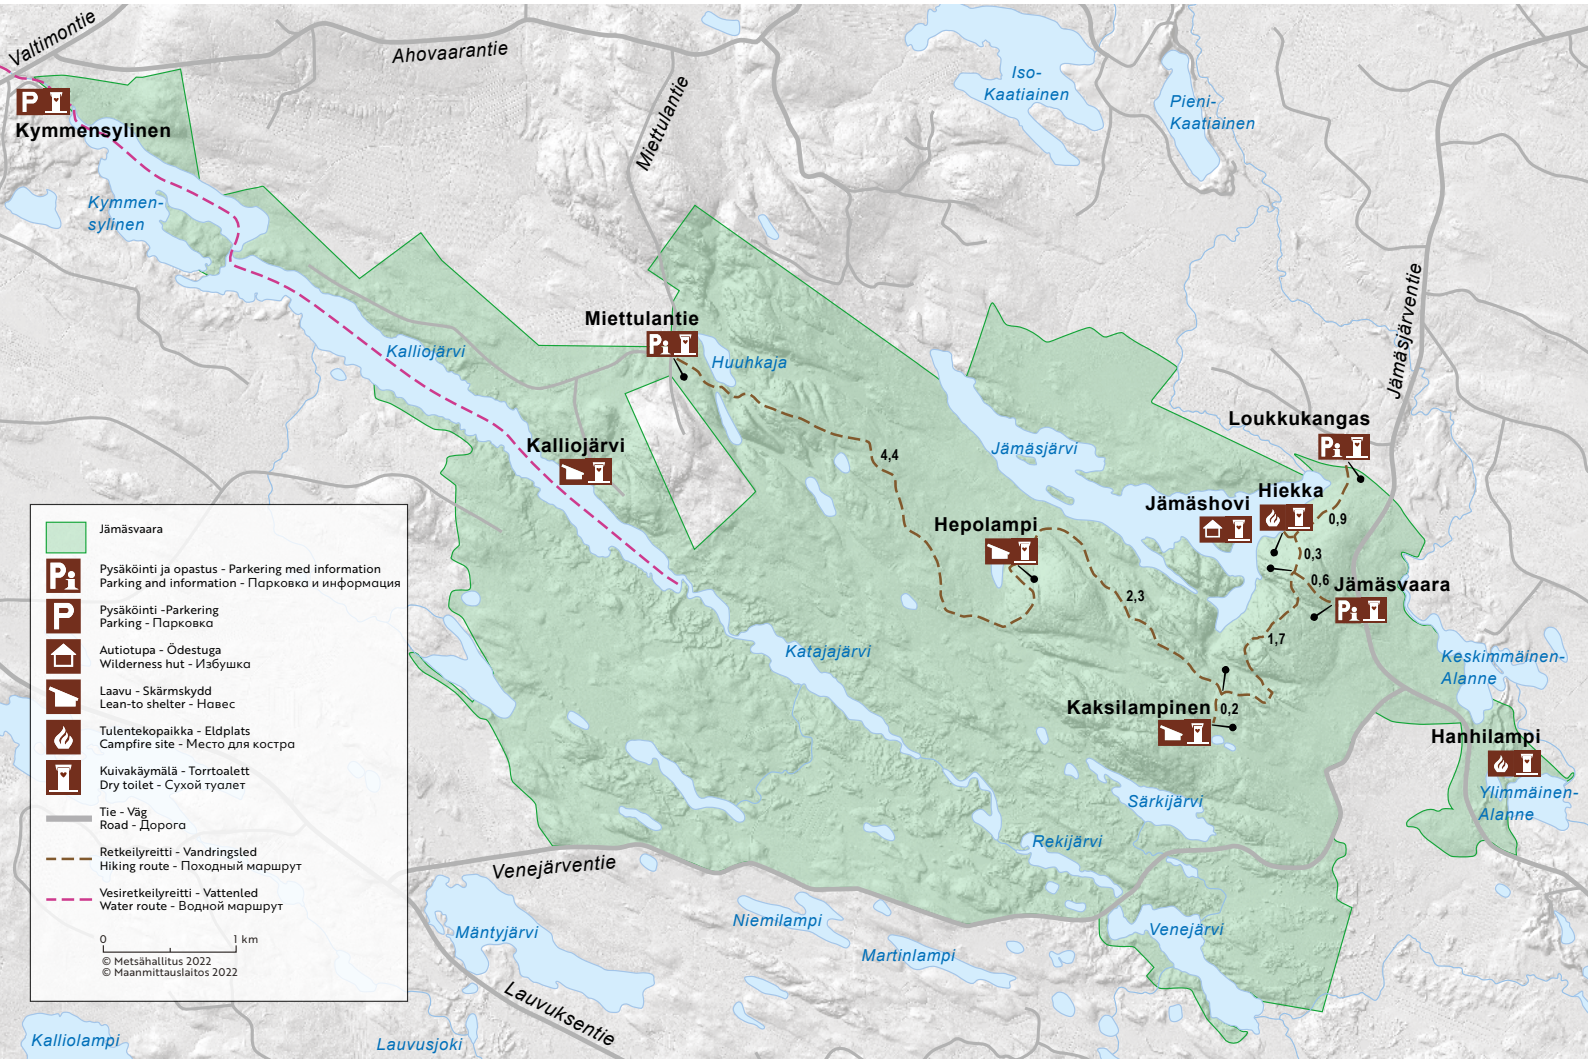 Valtimontie
Ahovaarantie
Miettulantie
Iso-
Kaatiainen
Pieni-
Kaatiainen
P
Kymmensylinen
Kymmen-
sylinen
Jämäsjärventie
Miettulantie
Pi
Huuhkaja
Kalliojärvi
Kalliojärvi
Loukkukangas
Pi
Jämäsjärvi
4,4
Hiekka
Jämäshovi
0,9
Hepolampi
0,3
0,6
Jämäsvaara
Pi
2,3
1,7
Katajajärvi
Keskimmäinen-
Alanne
Kaksilampinen
0,2
Hanhilampi
Ylimmäinen-
Alanne
Särkijärvi
Rekijärvi
Venejärventie
Venejärvi
Niemilampi
Martinlampi
Mäntyjärvi
Lauvuksentie
Kalliolampi
Lauvusjoki
Jämäsvaara
Pi
Pysäköinti ja opastus - Parkering med information
Parking and information - Парковка и информация
P
Pysäköinti -Parkering
Parking - Парковка
Autiotupa - Ödestuga
Wilderness hut - Избушка
Laavu - Skärmskydd
Lean-to shelter - Навес
Tulentekopaikka - Eldplats
Campfire site - Место для костра
Kuivakäymälä - Torrtoalett
Dry toilet - Сухой туалет
Tie - Väg
Road - Дорога
Retkeilyreitti - Vandringsled
Hiking route - Походный маршрут
Vesiretkeilyreitti - Vattenled
Water route - Водной маршрут
0 1 km
© Metsähallitus 2022
© Maanmittauslaitos 2022